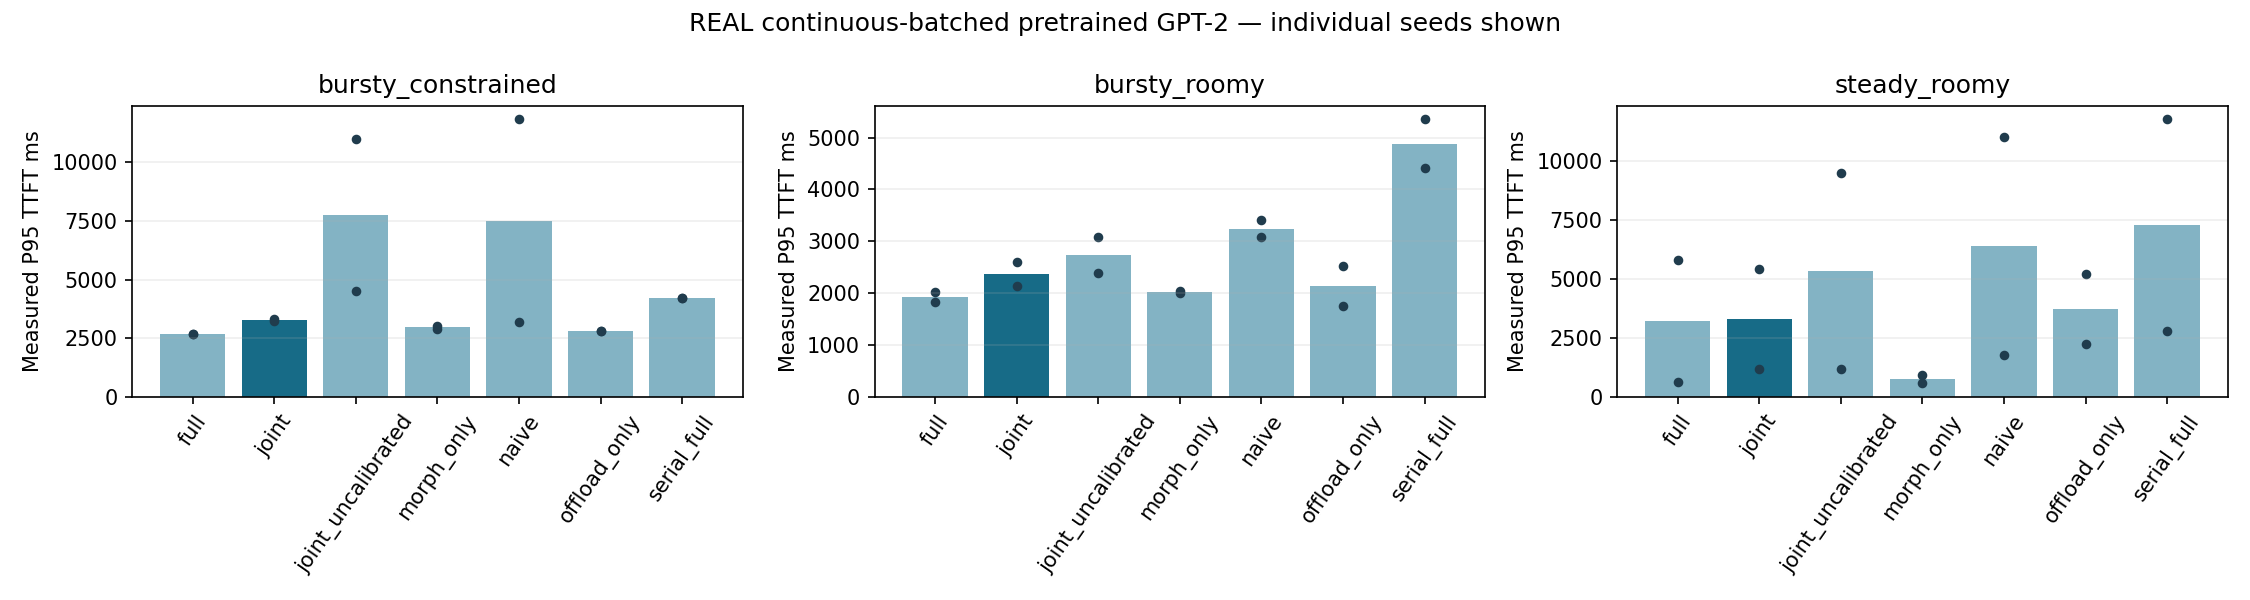 REAL continuous-batched pretrained GPT-2 — individual seeds shown
bursty_constrained
Measured P95 TTFT ms
10000
7500
5000
2500
0
full
joint
joint_uncalibrated
morph_only
naive
offload_only
serial_full
bursty_roomy
Measured P95 TTFT ms
5000
4000
3000
2000
1000
0
full
joint
joint_uncalibrated
morph_only
naive
offload_only
serial_full
steady_roomy
Measured P95 TTFT ms
10000
7500
5000
2500
0
full
joint
joint_uncalibrated
morph_only
naive
offload_only
serial_full